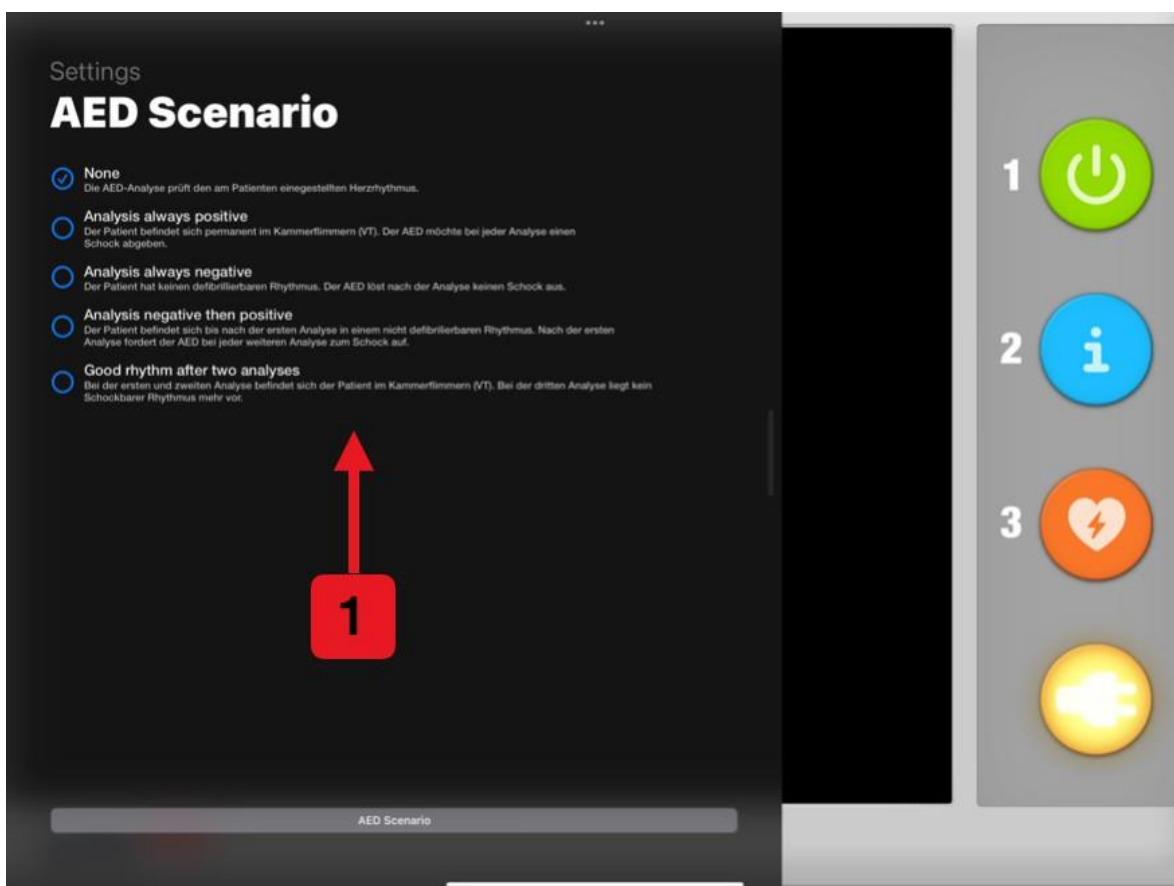 Settings
AED Scenario
None
Die AED-Analyse prüft den am Patienten einegestellten Herzrhythmus.
Analysis always positive
Der Patient befindet sich permanent im Kammerflimmern (VT). Der AED möchte bei jeder Analyse einen
Schock abgeben.
Analysis always negative
Der Patient hat keinen defibrillierbaren Rhythmus. Der AED löst nach der Analyse keinen Schock aus.
Analysis negative then positive
Der Patient befindet sich bis nach der ersten Analyse in einem nicht defibrilierbaren Rhythmus. Nach der ersten
Analyse fordert der AED bei jeder weiteren Analyse zum Schock auf.
Good rhythm after two analyses
Bei der ersten und zweiten Analyse befindet sich der Patient im Kammerflimmern (VT). Bei der dritten Analyse liegt kein
Schockbarer Rhythmus mehr vor.
1
AED Scenario
1
2
i
3